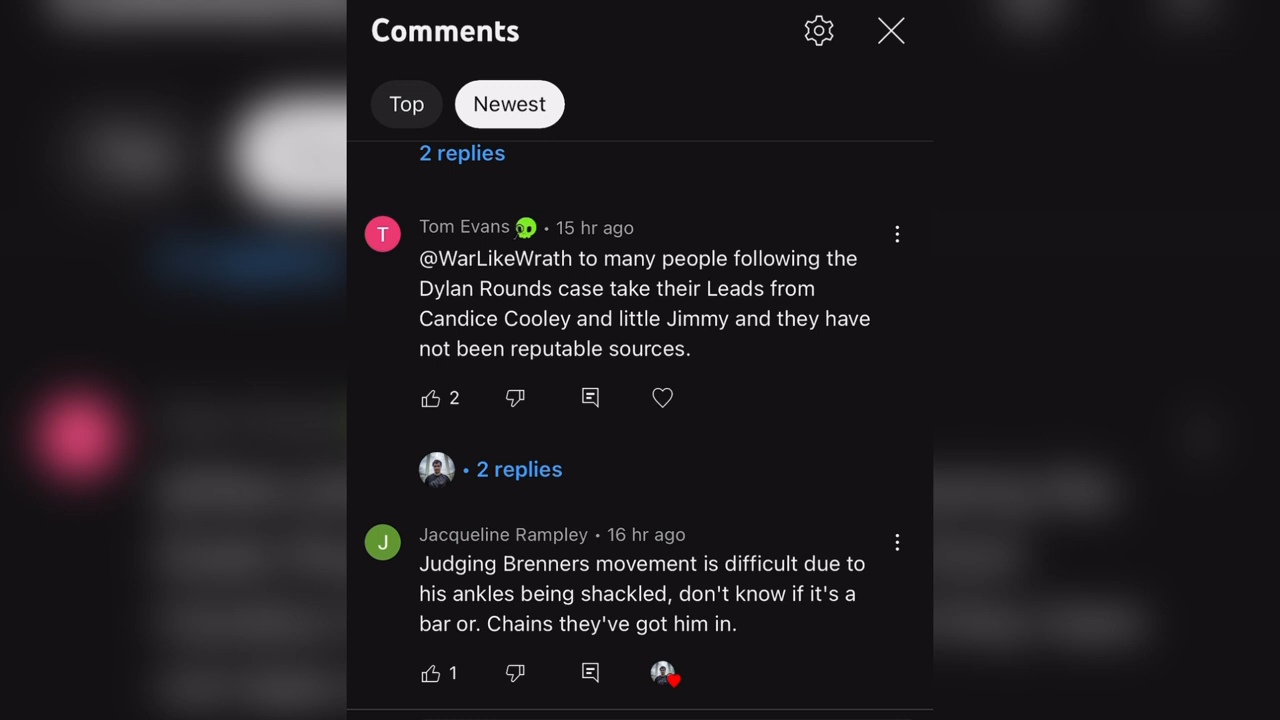 Comments
Top
Newest
2 replies
Tom Evans • 15 hr ago
T
@WarLikeWrath to many people following the
Dylan Rounds case take their Leads from
Candice Cooley and little Jimmy and they have
not been reputable sources.
2
• 2 replies
Jacqueline Rampley • 16 hr ago
J
Judging Brenners movement is difficult due to
his ankles being shackled, don't know if it's a
bar or. Chains they've got him in.
1